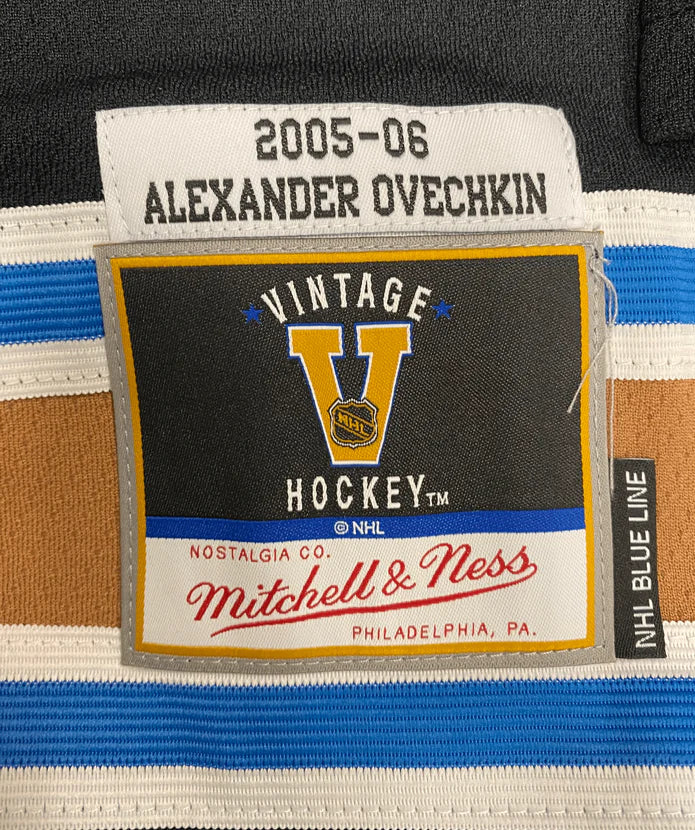 2005-06
ALEXANDER OVECHKIN
VINTAGE
V
NHL
HOCKEY™
© NHL
NOSTALGIA CO.
Mitchell & Ness
PHILADELPHIA, PA.
NHL BLUE LINE